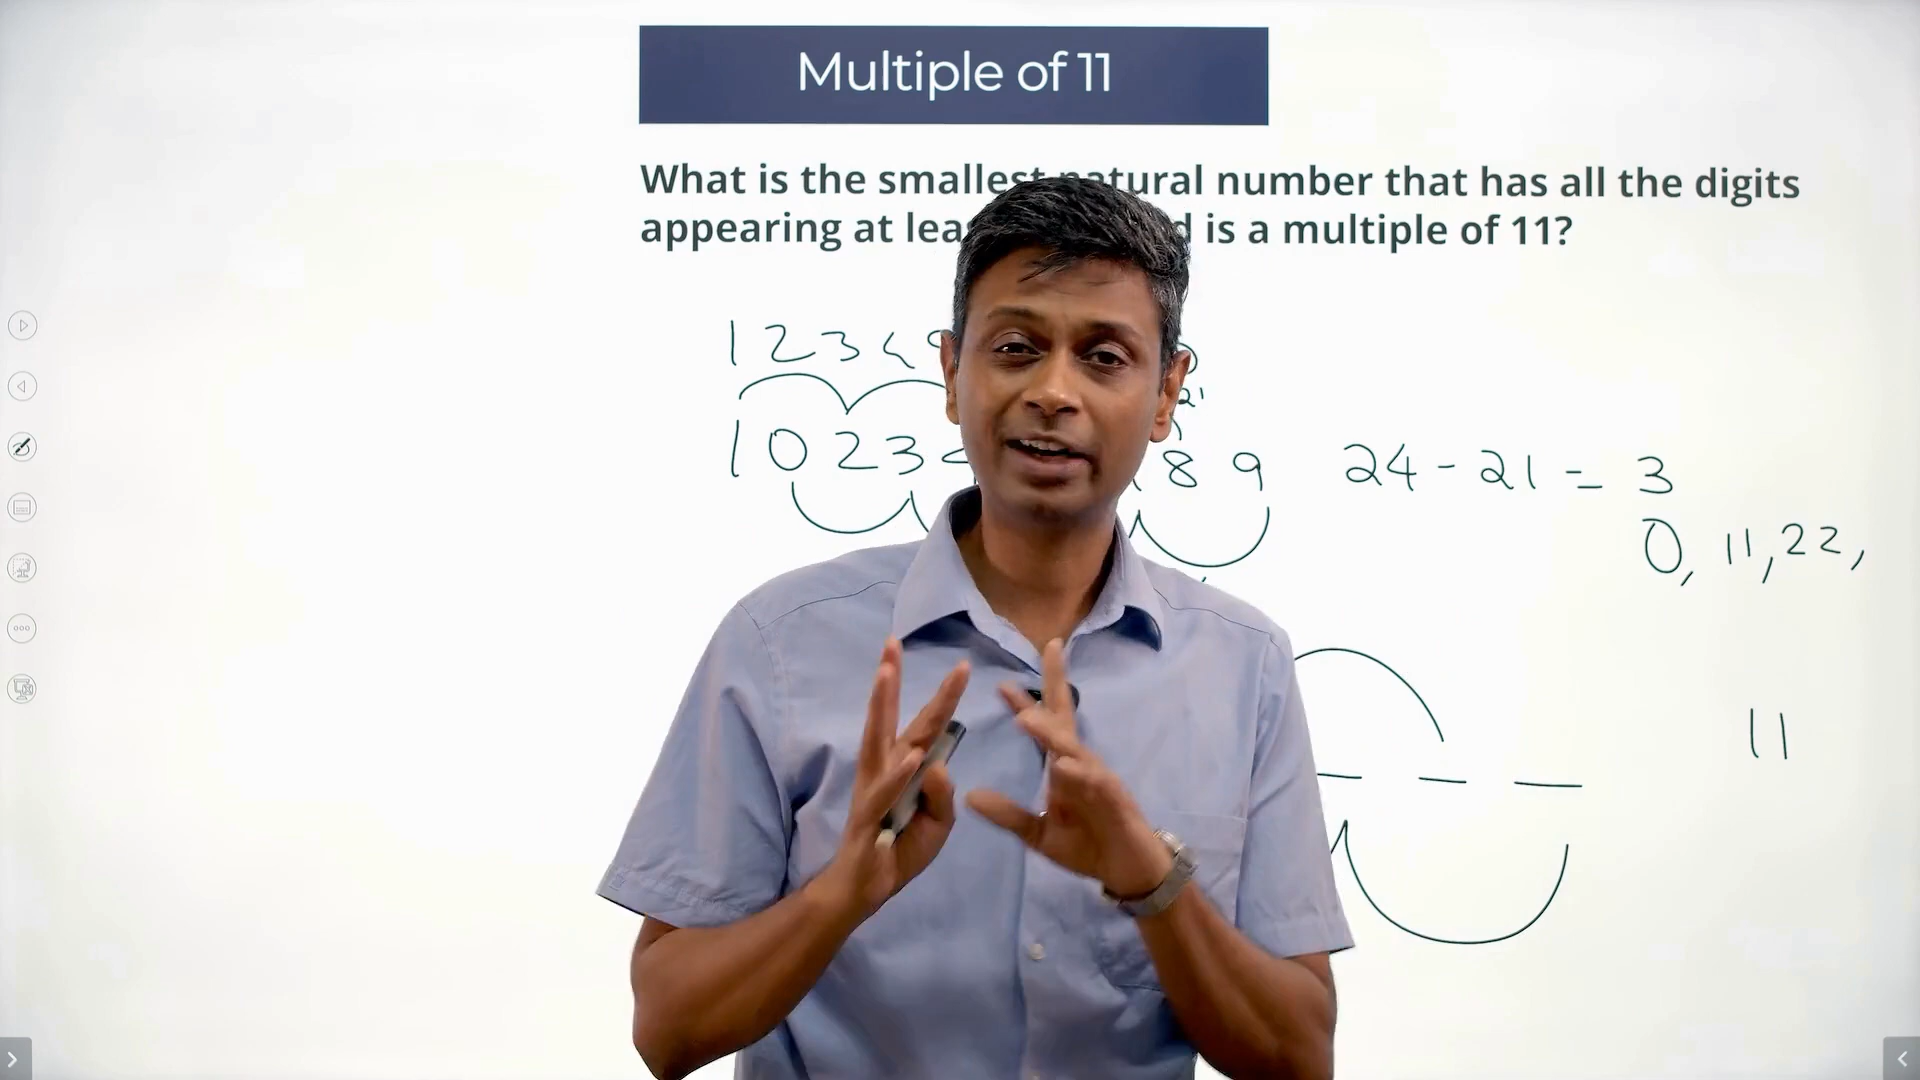 Multiple of 11
What is the smallest natural number that has all the digits
appearing at is a multiple of 11?
1 2 3 4
21
1 0 2 3 8 9 24 - 21 = 3
0, 11, 22,
11